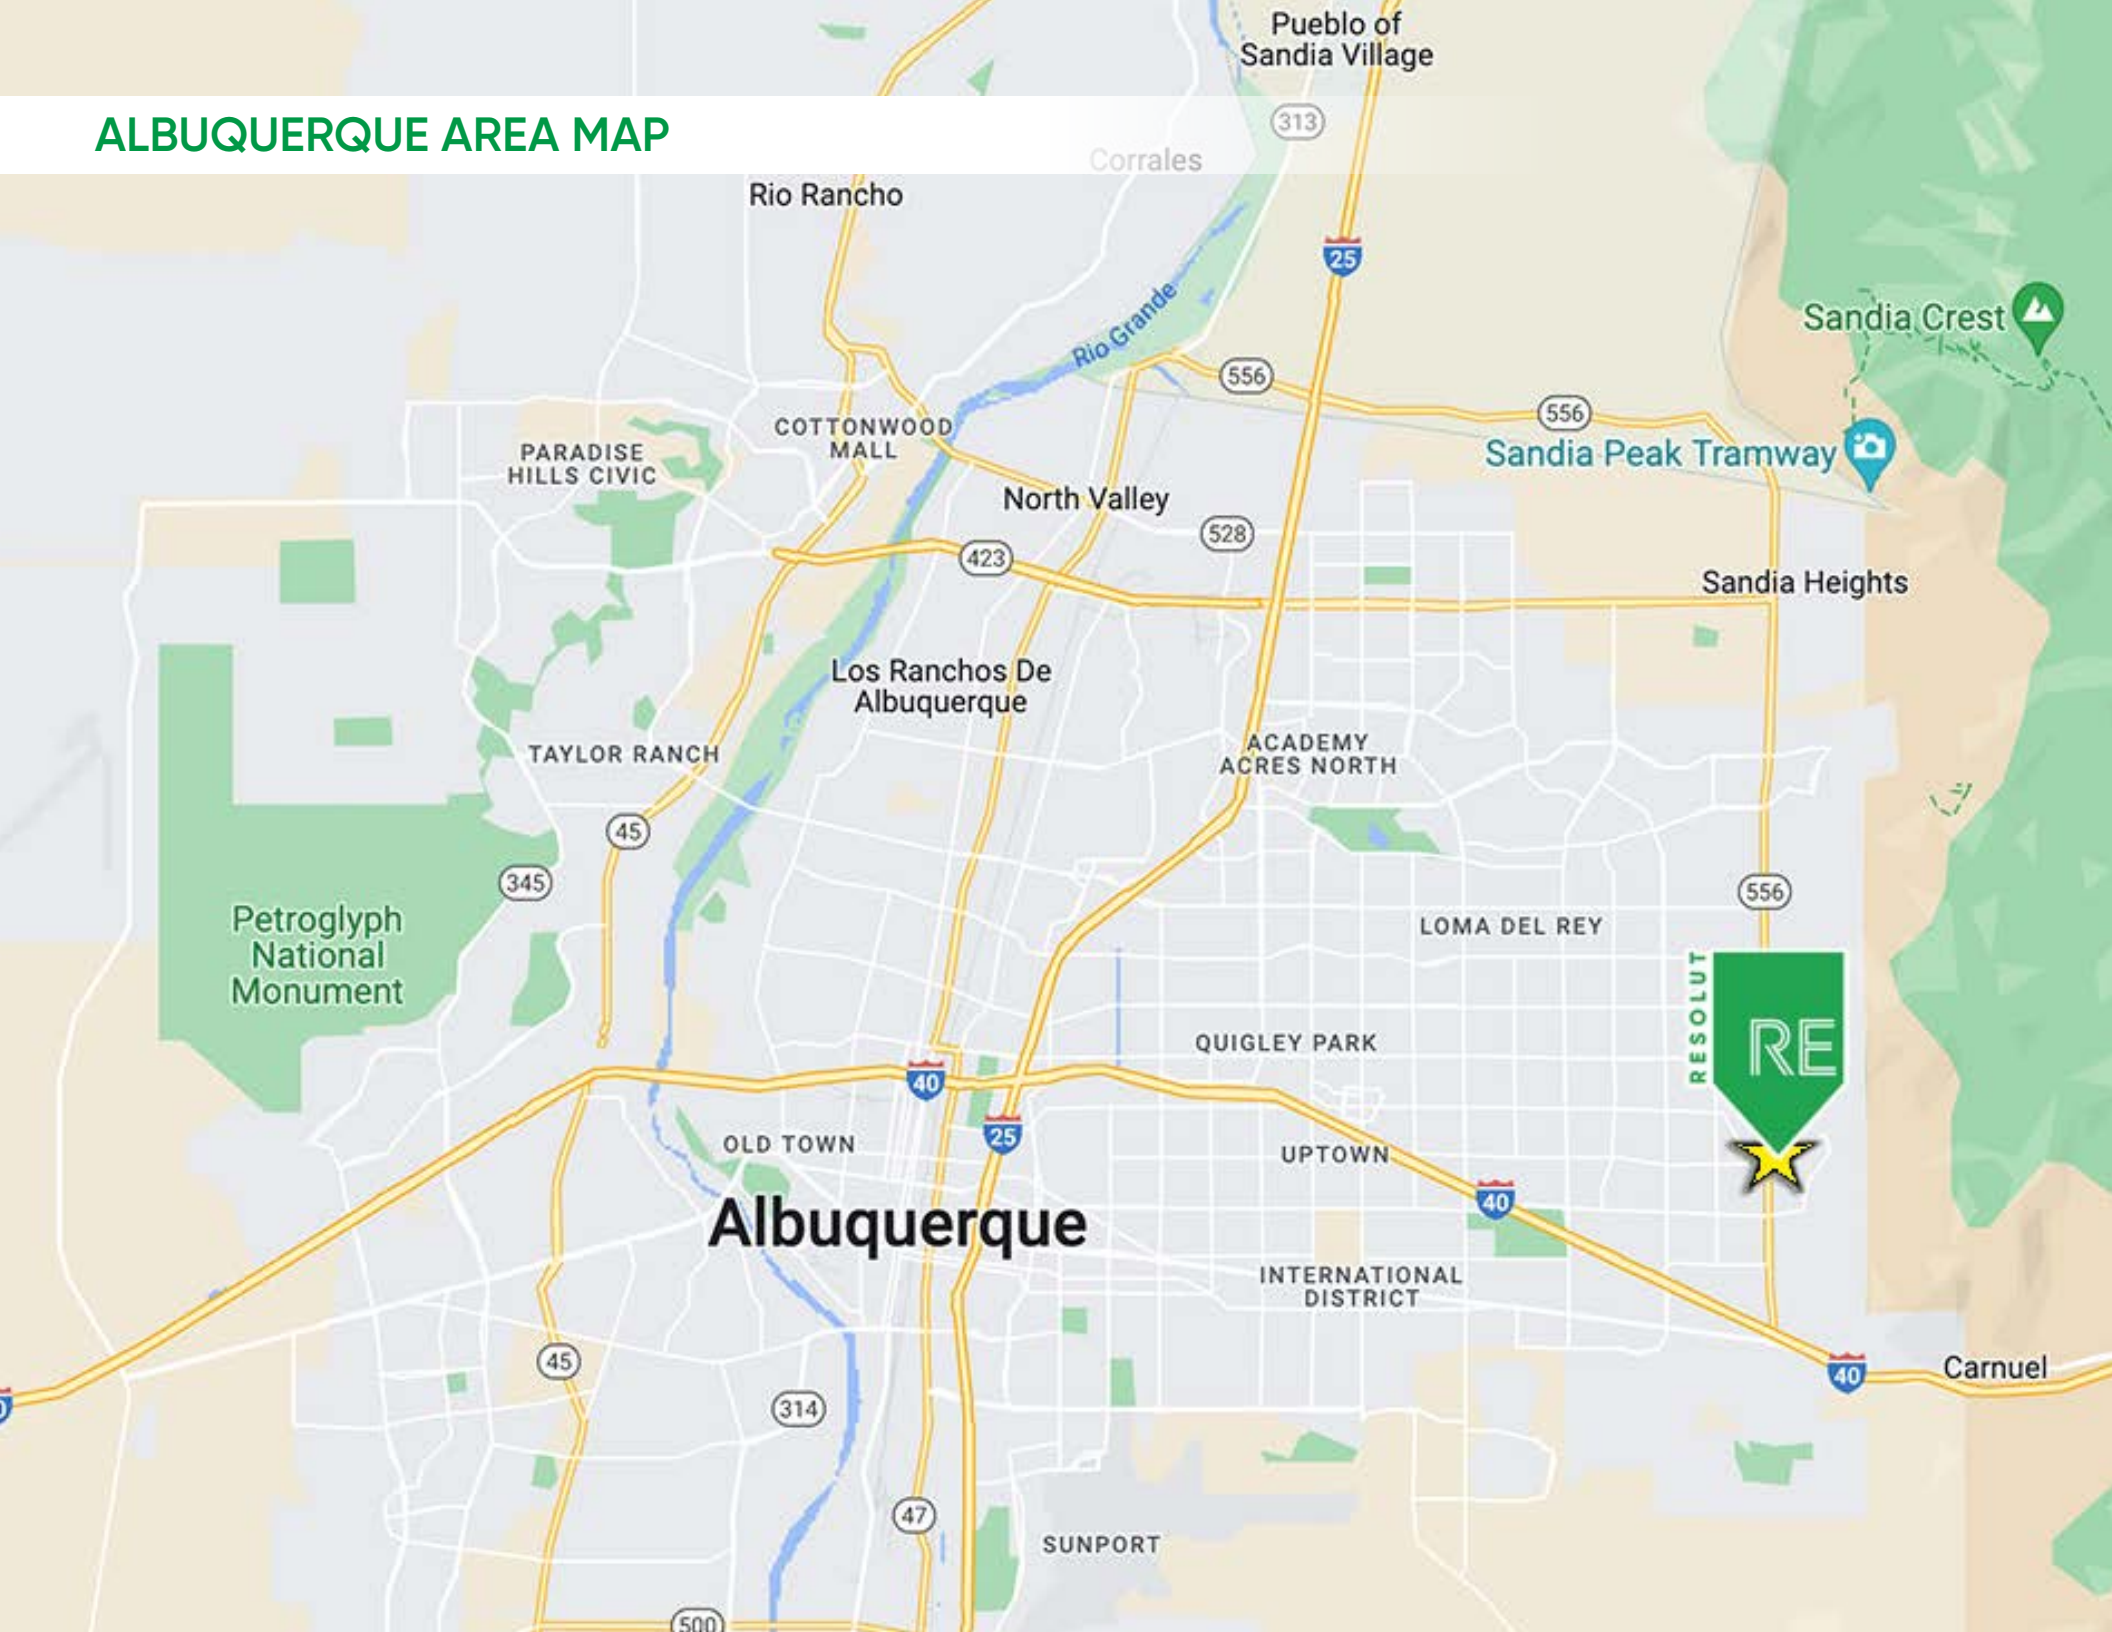 Pueblo of
Sandia Village
ALBUQUERQUE AREA MAP
313
Corrales
Rio Rancho
25
Rio Grande
Sandia Crest
556
556
COTTONWOOD
MALL
PARADISE
HILLS CIVIC
Sandia Peak Tramway
North Valley
528
423
Sandia Heights
Los Ranchos De
Albuquerque
TAYLOR RANCH
ACADEMY
ACRES NORTH
45
345
556
Petroglyph
National
Monument
LOMA DEL REY
RESOLUT
RE
QUIGLEY PARK
40
25
OLD TOWN
UPTOWN
40
Albuquerque
INTERNATIONAL
DISTRICT
45
40
Carnuel
314
47
SUNPORT
500